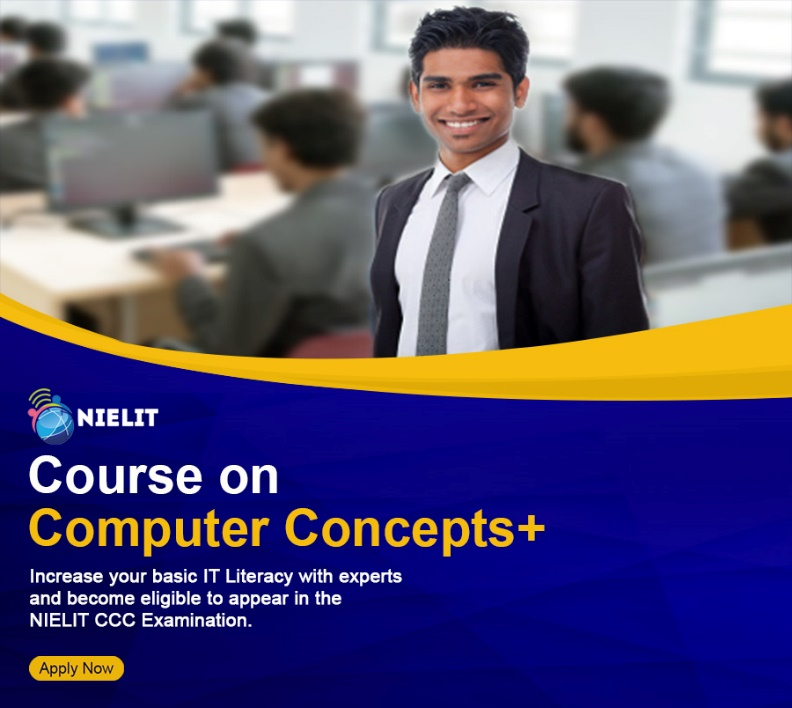 NIELIT
Course on
Computer Concepts+
Increase your basic IT Literacy with experts
and become eligible to appear in the
NIELIT CCC Examination.
Apply Now